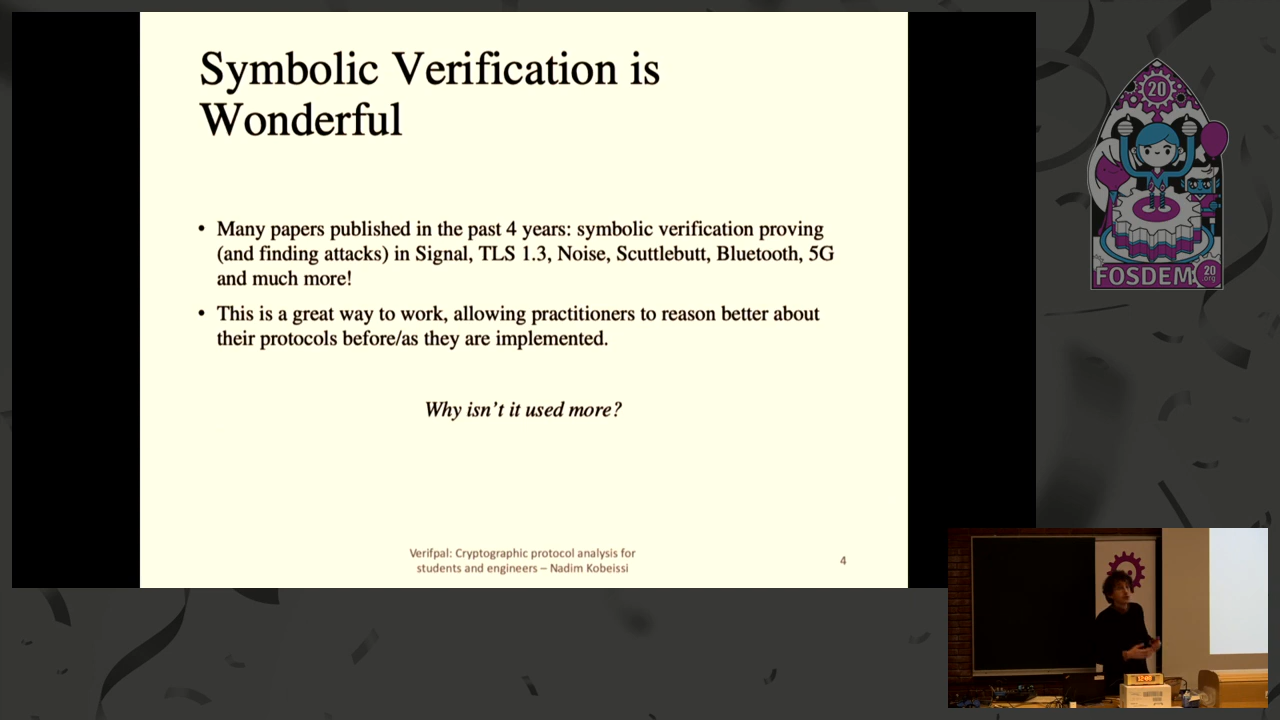 Symbolic Verification is
Wonderful
• Many papers published in the past 4 years: symbolic verification proving
(and finding attacks) in Signal, TLS 1.3, Noise, Scuttlebutt, Bluetooth, 5G
and much more!
• This is a great way to work, allowing practitioners to reason better about
their protocols before/as they are implemented.
Why isn't it used more?
Verifpal: Cryptographic protocol analysis for
students and engineers – Nadim Kobeissi
4
20
FOSDEM
20
.org
12:00